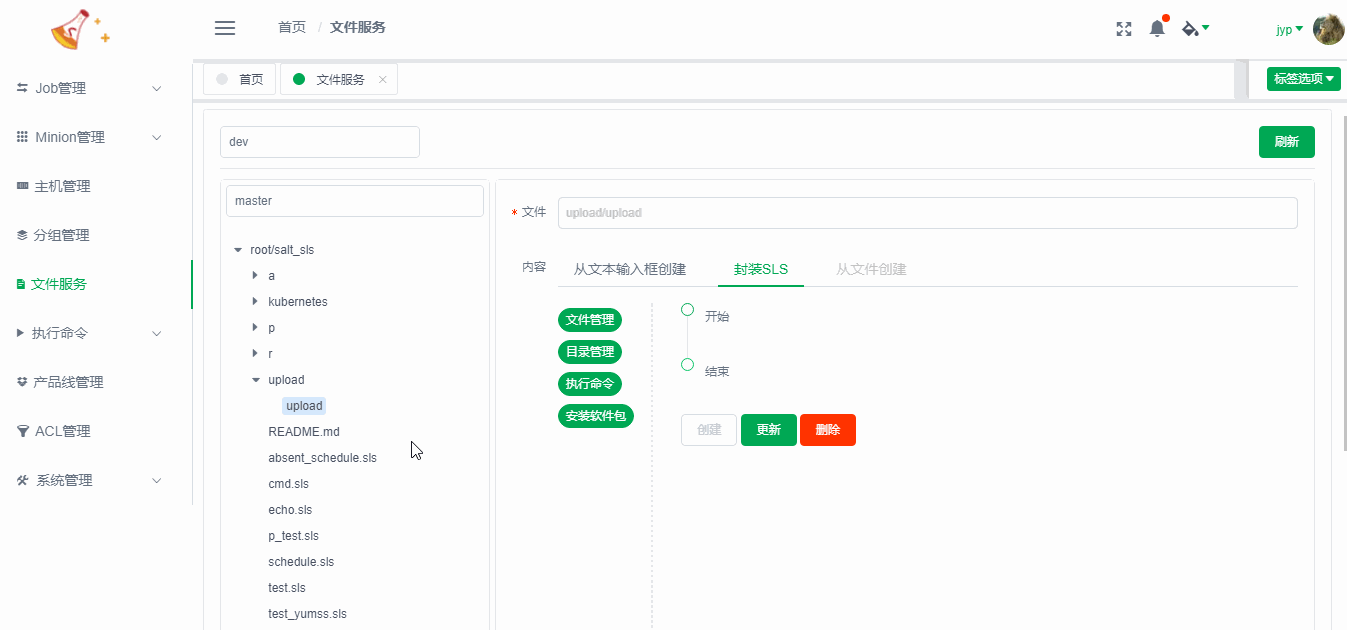 首页 / 文件服务
jyp
Job管理
Minion管理
主机管理
分组管理
文件服务
执行命令
产品线管理
ACL管理
系统管理
首页
文件服务
标签选项
dev
刷新
master
root/salt_sls
a
kubernetes
p
r
upload
upload
README.md
absent_schedule.sls
cmd.sls
echo.sls
p_test.sls
schedule.sls
test.sls
test_yumss.sls
* 文件
upload/upload
内容
从文本输入框创建
封装SLS
从文件创建
文件管理
目录管理
执行命令
安装软件包
开始
结束
创建
更新
删除